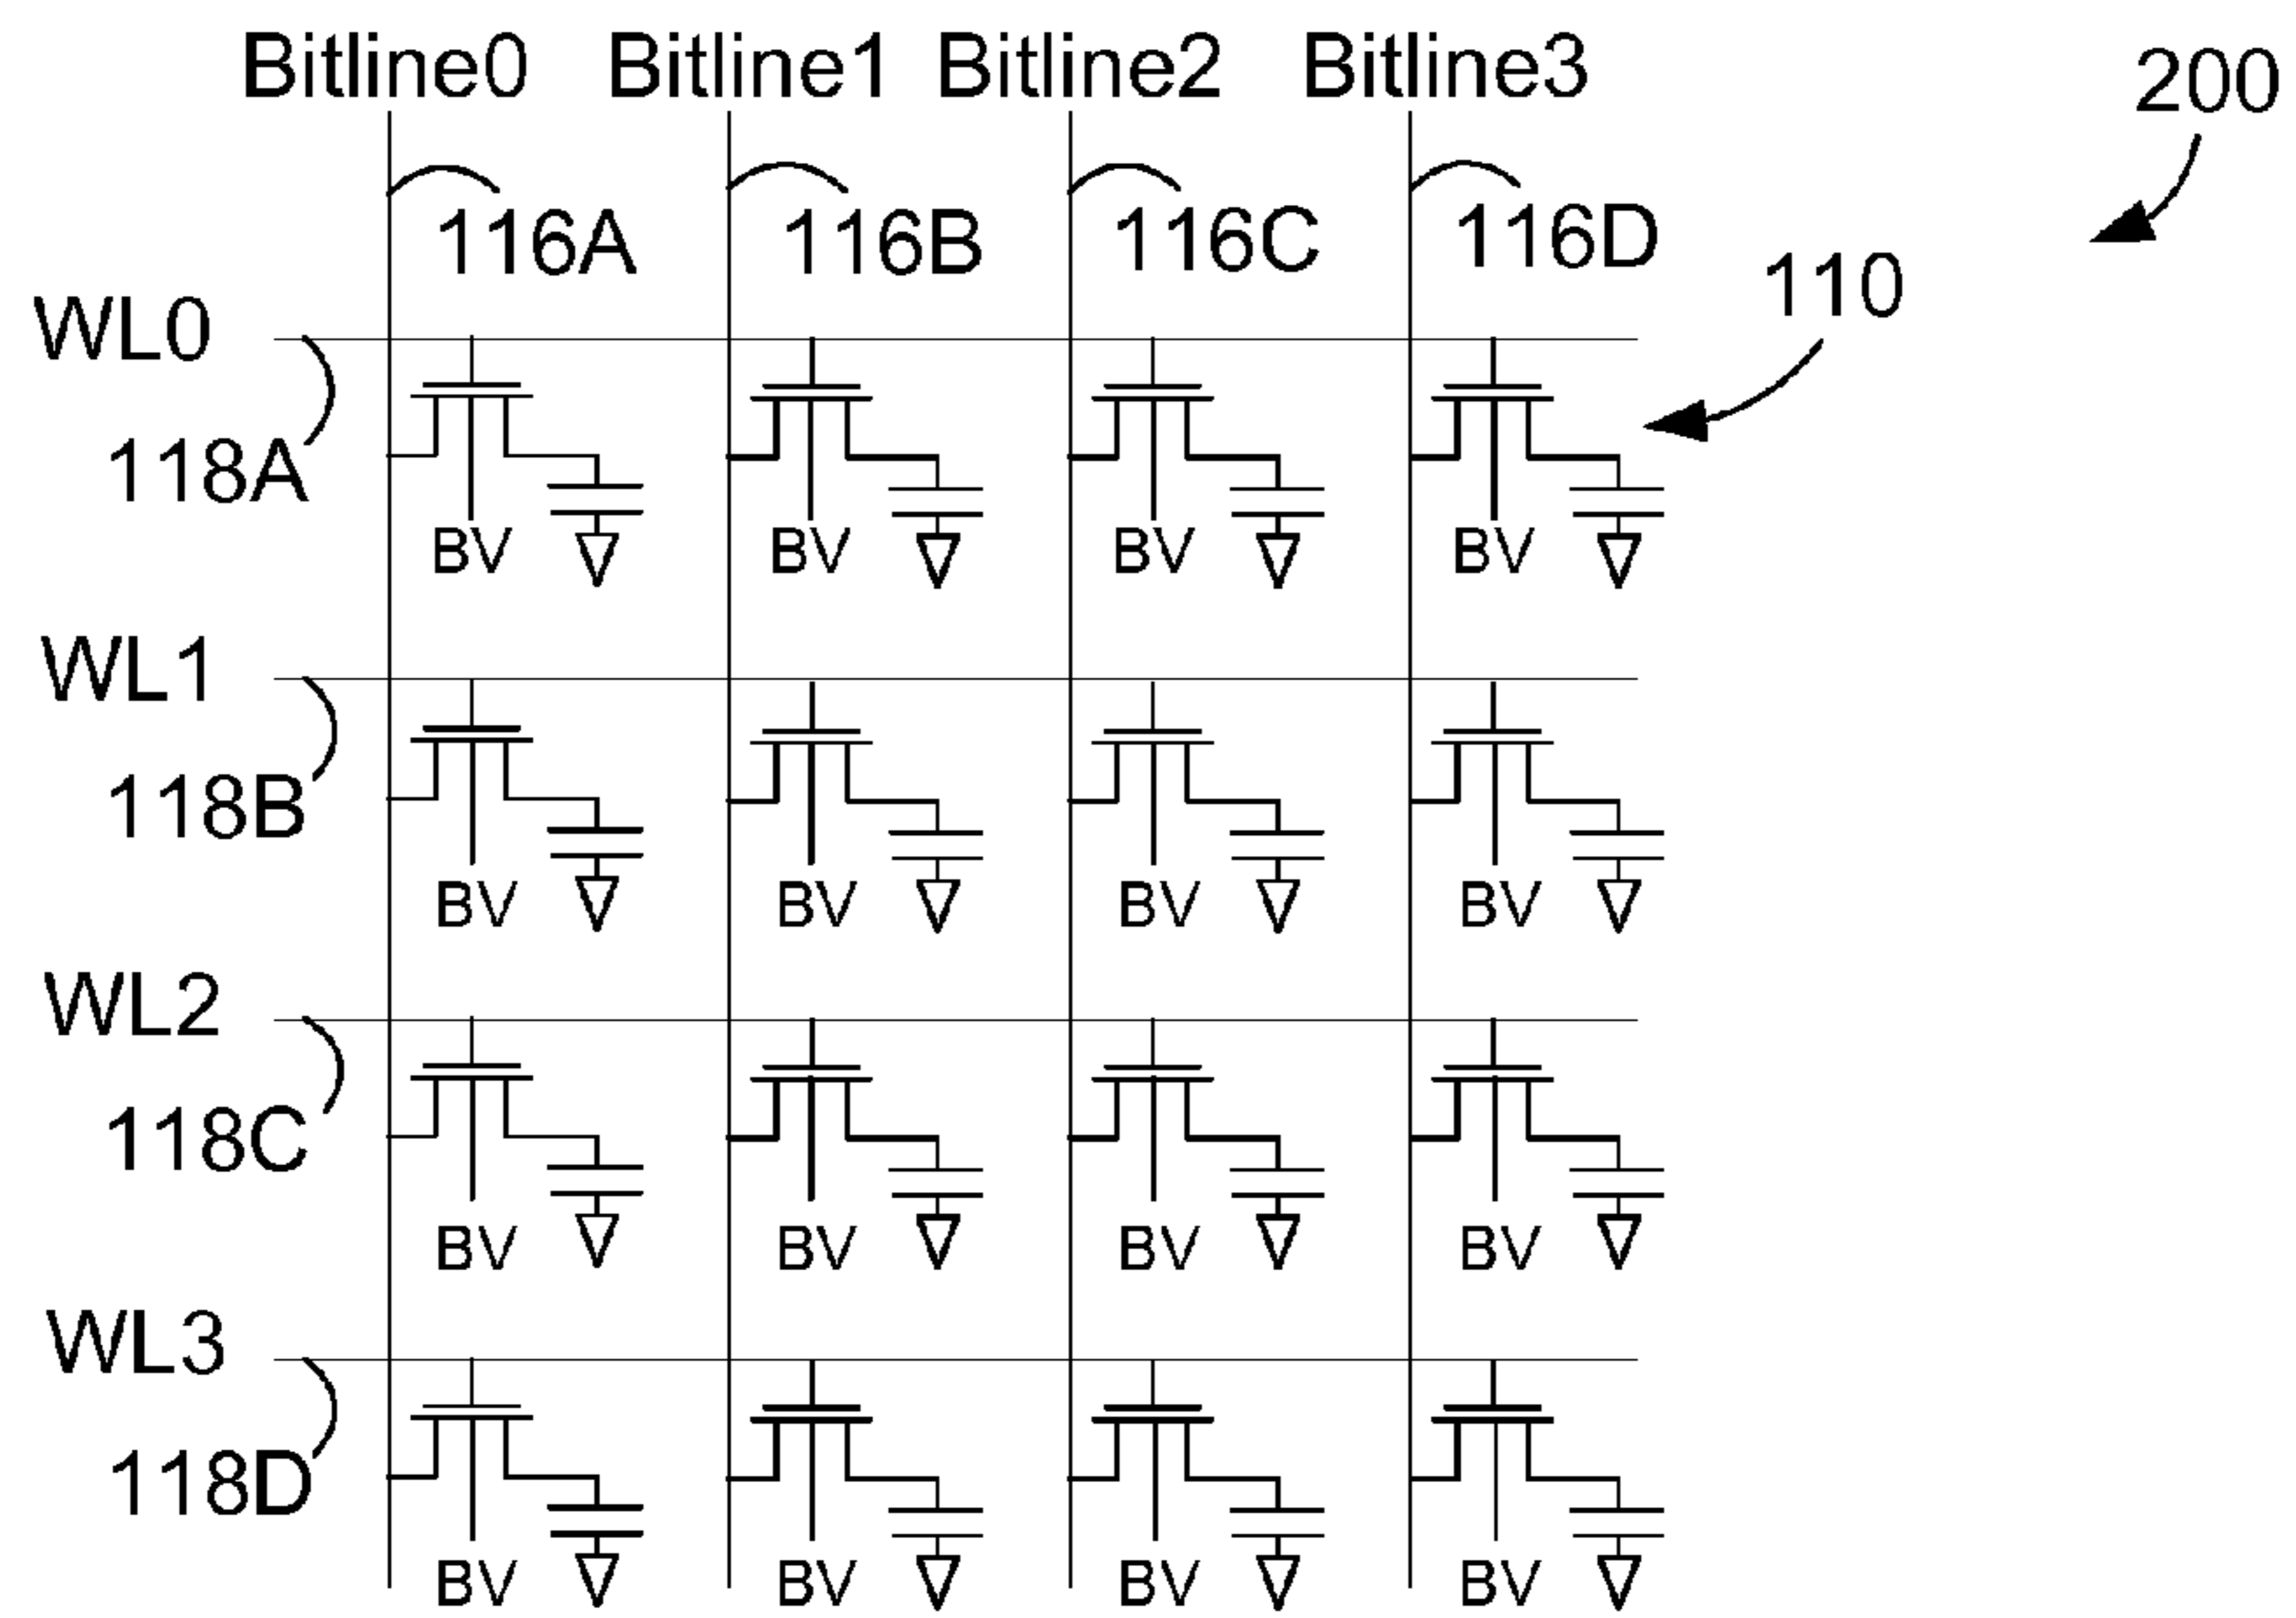 Bitline0 Bitline1 Bitline2 Bitline3
200
116A 116B 116C 116D
110
WL0
118A
BV BV BV BV
WL1
118B
BV BV BV BV
WL2
118C
BV BV BV BV
WL3
118D
BV BV BV BV